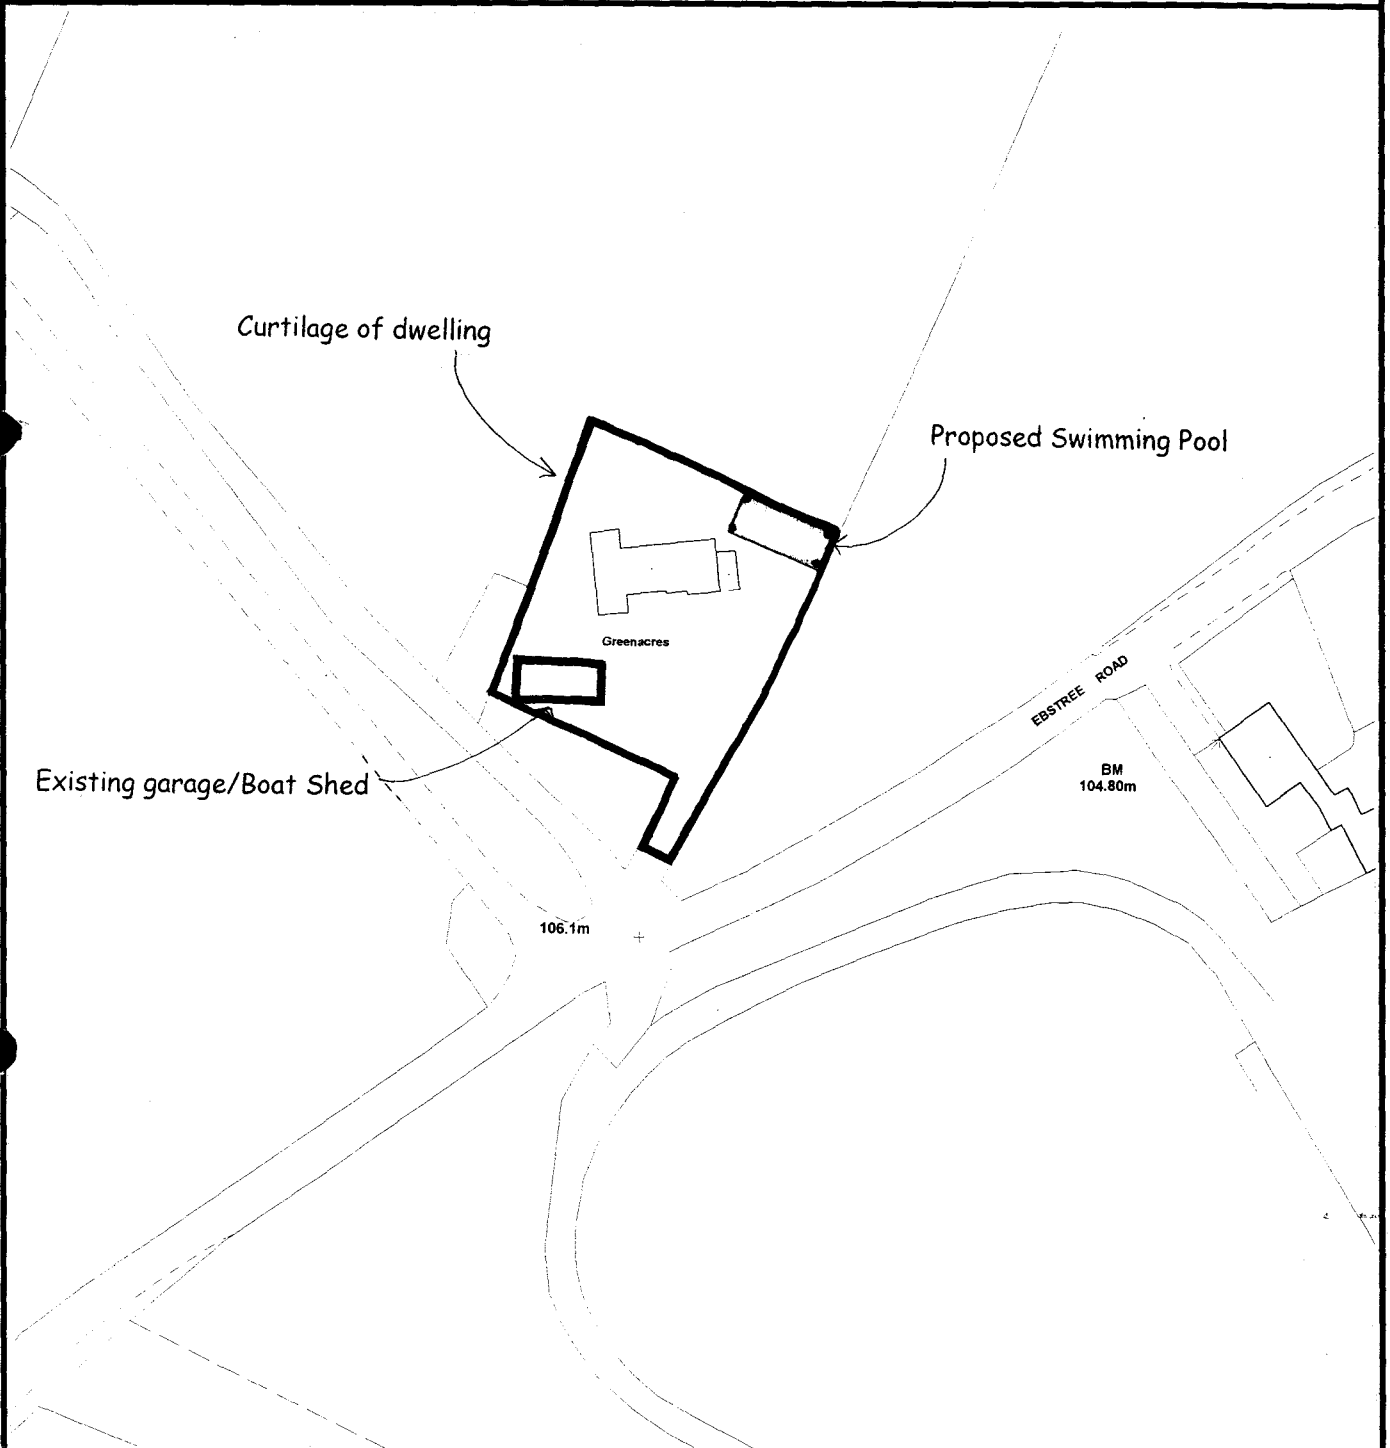 Curtilage of dwelling
Proposed Swimming Pool
Greenacres
EBSTREE ROAD
BM
104.80m
Existing garage/Boat Shed
106.1m